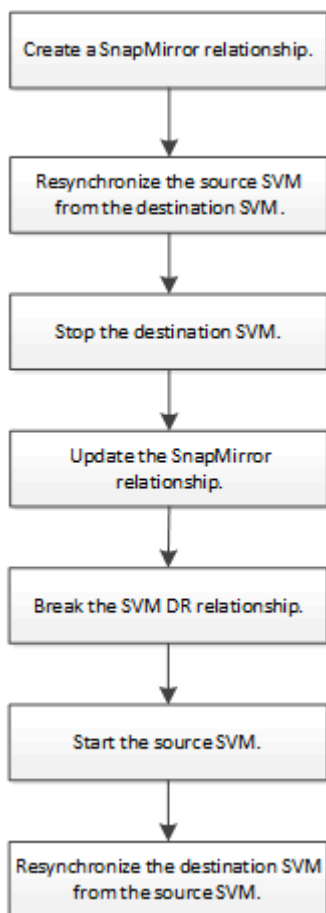 Create a SnapMirror relationship.
Resynchronize the source SVM
from the destination SVM.
Stop the destination SVM.
Update the SnapMirror
relationship.
Break the SVM DR relationship.
Start the source SVM.
Resynchronize the destination SVM
from the source SVM.